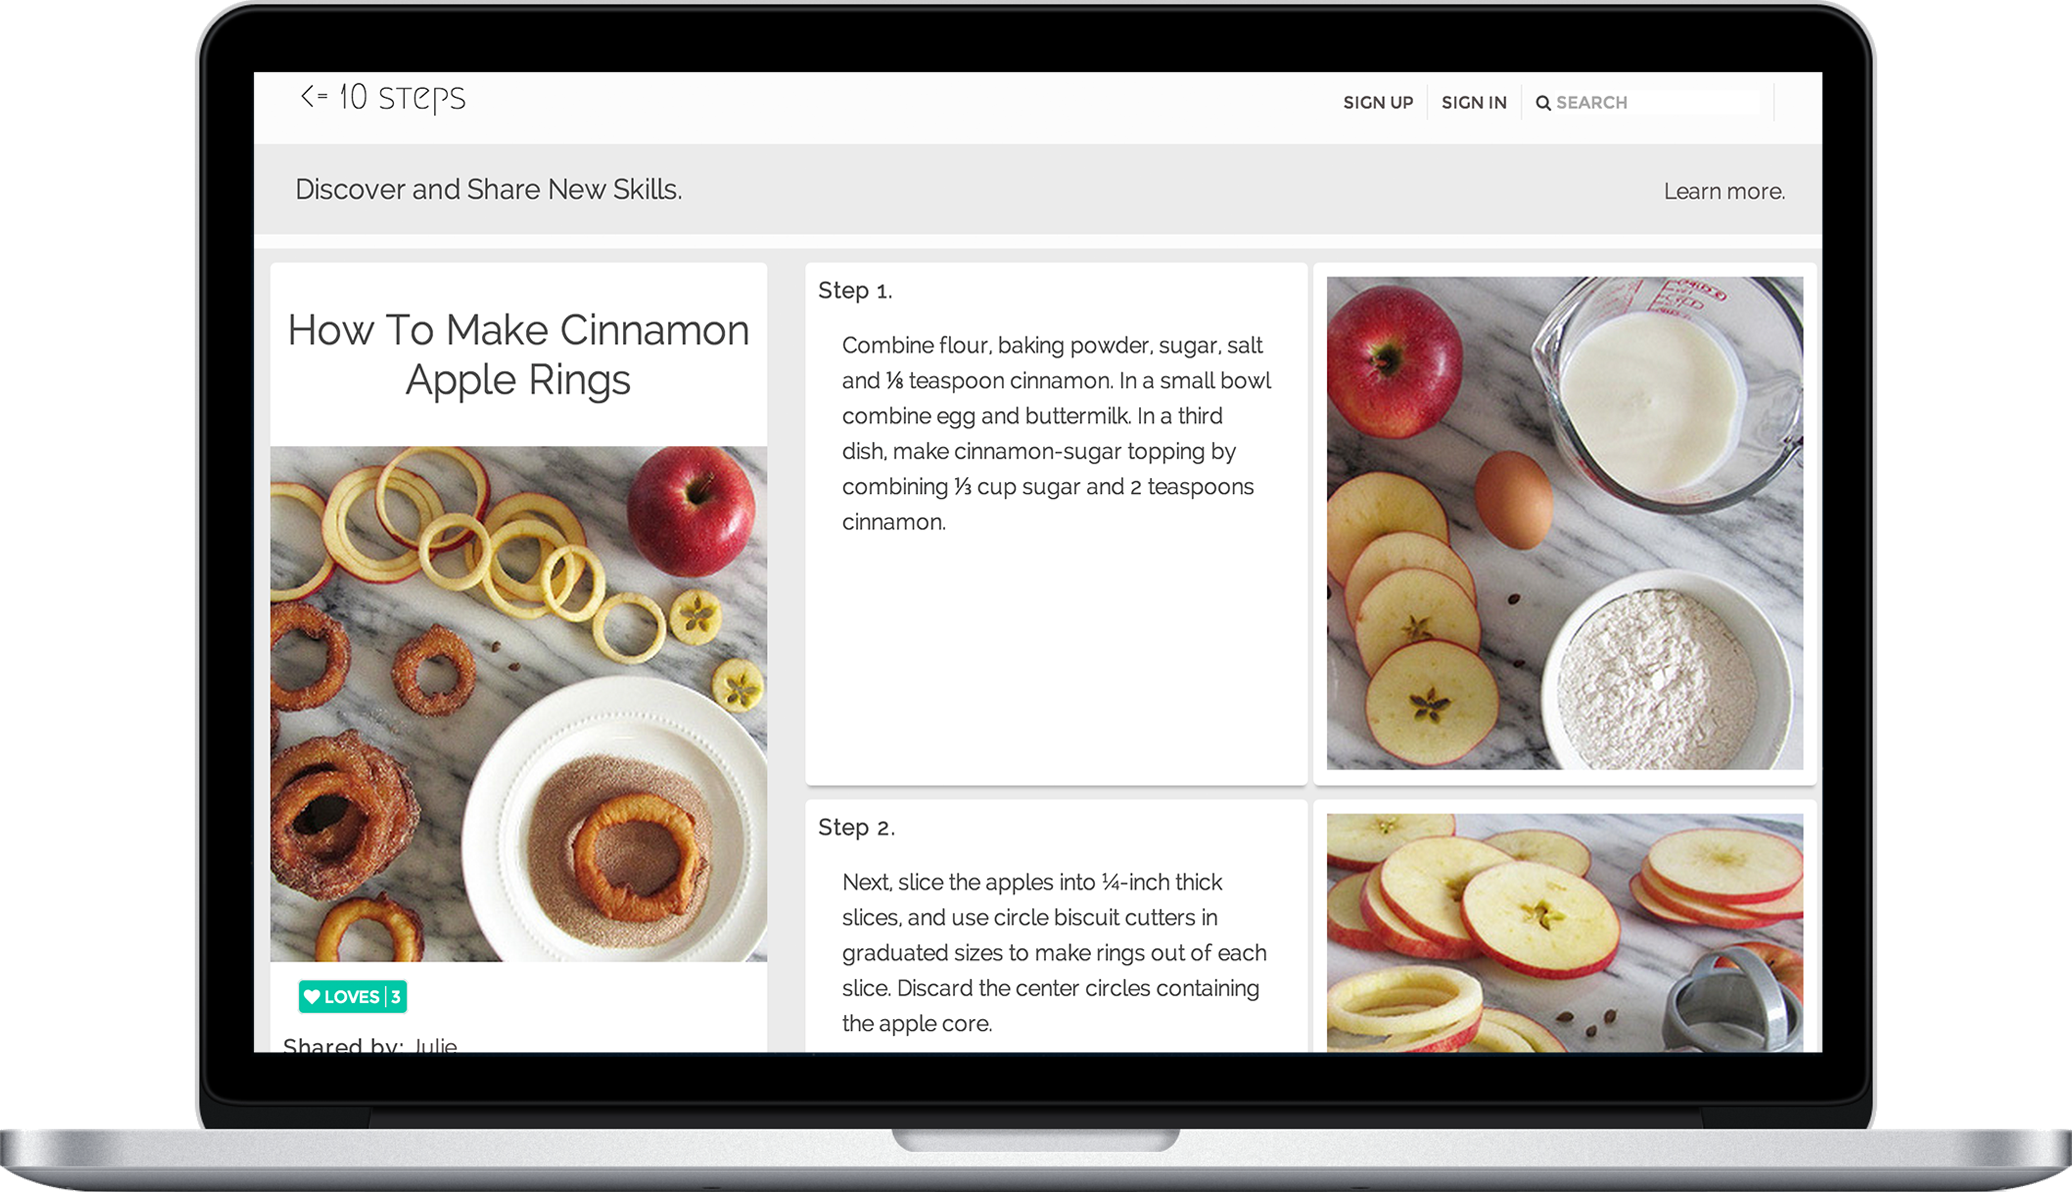 <= 10 steps
SIGN UP
SIGN IN
SEARCH
Discover and Share New Skills.
Learn more.
How To Make Cinnamon
Apple Rings
LOVES 3
Shared by: Julie
Step 1.
Combine flour, baking powder, sugar, salt
and ⅛ teaspoon cinnamon. In a small bowl
combine egg and buttermilk. In a third
dish, make cinnamon-sugar topping by
combining ⅓ cup sugar and 2 teaspoons
cinnamon.
Step 2.
Next, slice the apples into ¼-inch thick
slices, and use circle biscuit cutters in
graduated sizes to make rings out of each
slice. Discard the center circles containing
the apple core.